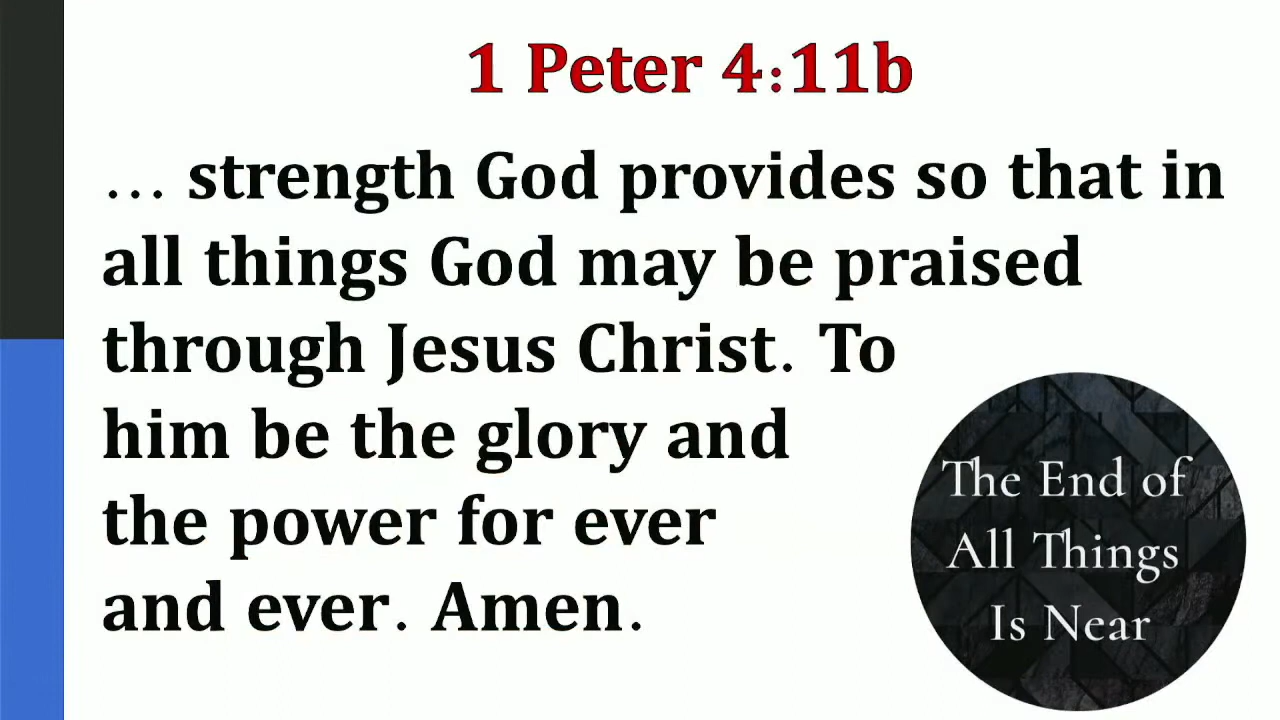 1 Peter 4:11b
... strength God provides so that in
all things God may be praised
through Jesus Christ. To
him be the glory and
the power for ever
and ever. Amen.
The End of
All Things
Is Near